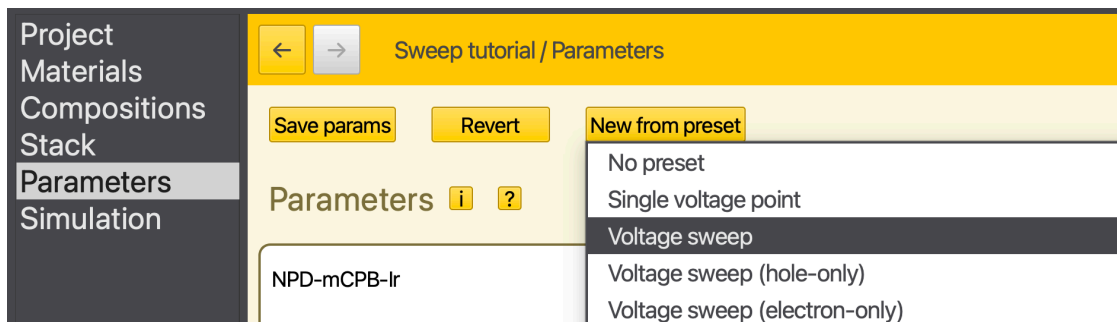 Project
Materials
Compositions
Stack
Parameters
Simulation
← → Sweep tutorial / Parameters
Save params Revert New from preset
Parameters i ?
NPD-mCPB-Ir
No preset
Single voltage point
Voltage sweep
Voltage sweep (hole-only)
Voltage sweep (electron-only)